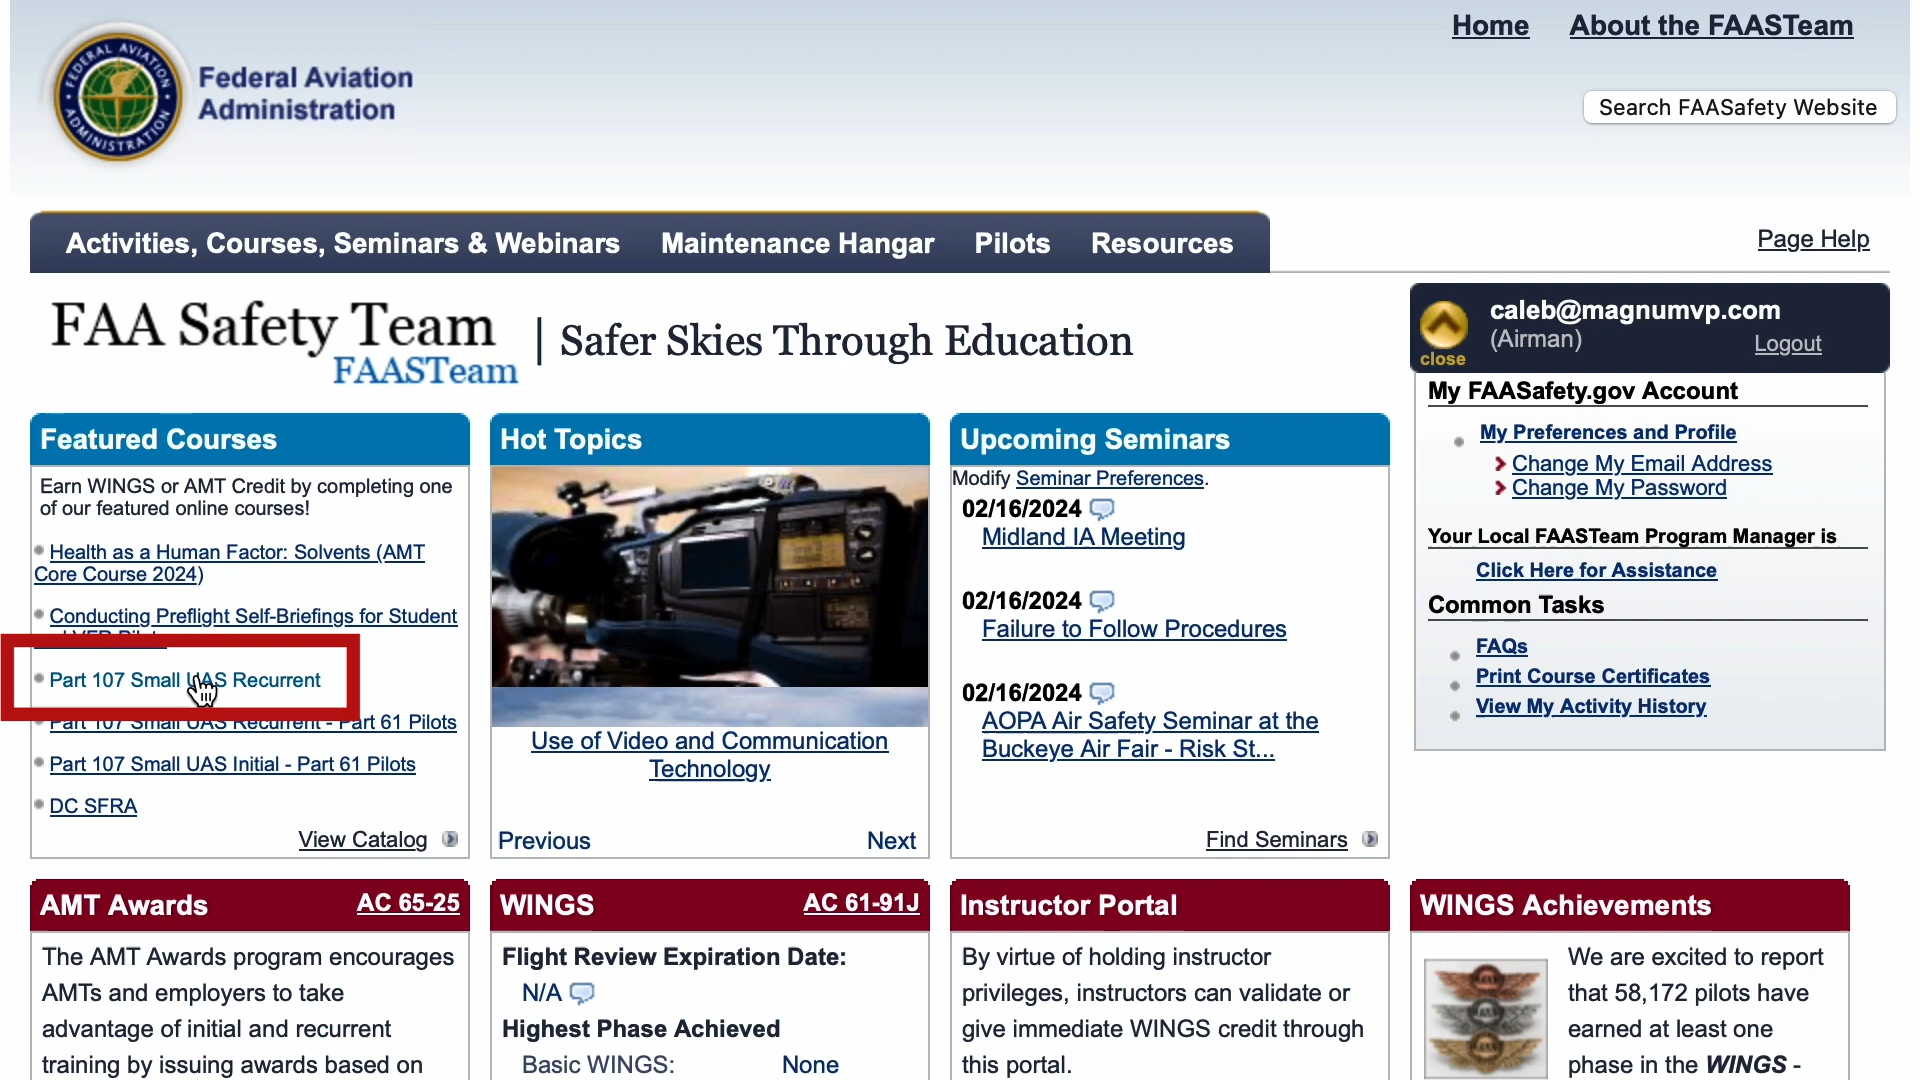 Home About the FAASTeam
Federal Aviation
Administration
FEDERAL AVIATION ADMINISTRATION
Search FAASafety Website
Activities, Courses, Seminars & Webinars Maintenance Hangar Pilots Resources
Page Help
FAA Safety Team
FAASTeam
| Safer Skies Through Education
close
caleb@magnumvp.com
(Airman)
Logout
My FAASafety.gov Account
My Preferences and Profile
Change My Email Address
Change My Password
Your Local FAASTeam Program Manager is
Click Here for Assistance
Common Tasks
FAQs
Print Course Certificates
View My Activity History
Featured Courses
Earn WINGS or AMT Credit by completing one
of our featured online courses!
Health as a Human Factor: Solvents (AMT
Core Course 2024)
Conducting Preflight Self-Briefings for Student
VFR
Part 107 Small UAS Recurrent
Part 107 Small UAS Recurrent - Part 61 Pilots
Part 107 Small UAS Initial - Part 61 Pilots
DC SFRA
View Catalog
Hot Topics
Use of Video and Communication
Technology
Previous Next
Upcoming Seminars
Modify Seminar Preferences.
02/16/2024
Midland IA Meeting
02/16/2024
Failure to Follow Procedures
02/16/2024
AOPA Air Safety Seminar at the
Buckeye Air Fair - Risk St...
Find Seminars
AMT Awards AC 65-25
The AMT Awards program encourages
AMTs and employers to take
advantage of initial and recurrent
training by issuing awards based on
WINGS AC 61-91J
Flight Review Expiration Date:
N/A
Highest Phase Achieved
Basic WINGS: None
Instructor Portal
By virtue of holding instructor
privileges, instructors can validate or
give immediate WINGS credit through
this portal.
WINGS Achievements
We are excited to report
that 58,172 pilots have
earned at least one
phase in the WINGS -